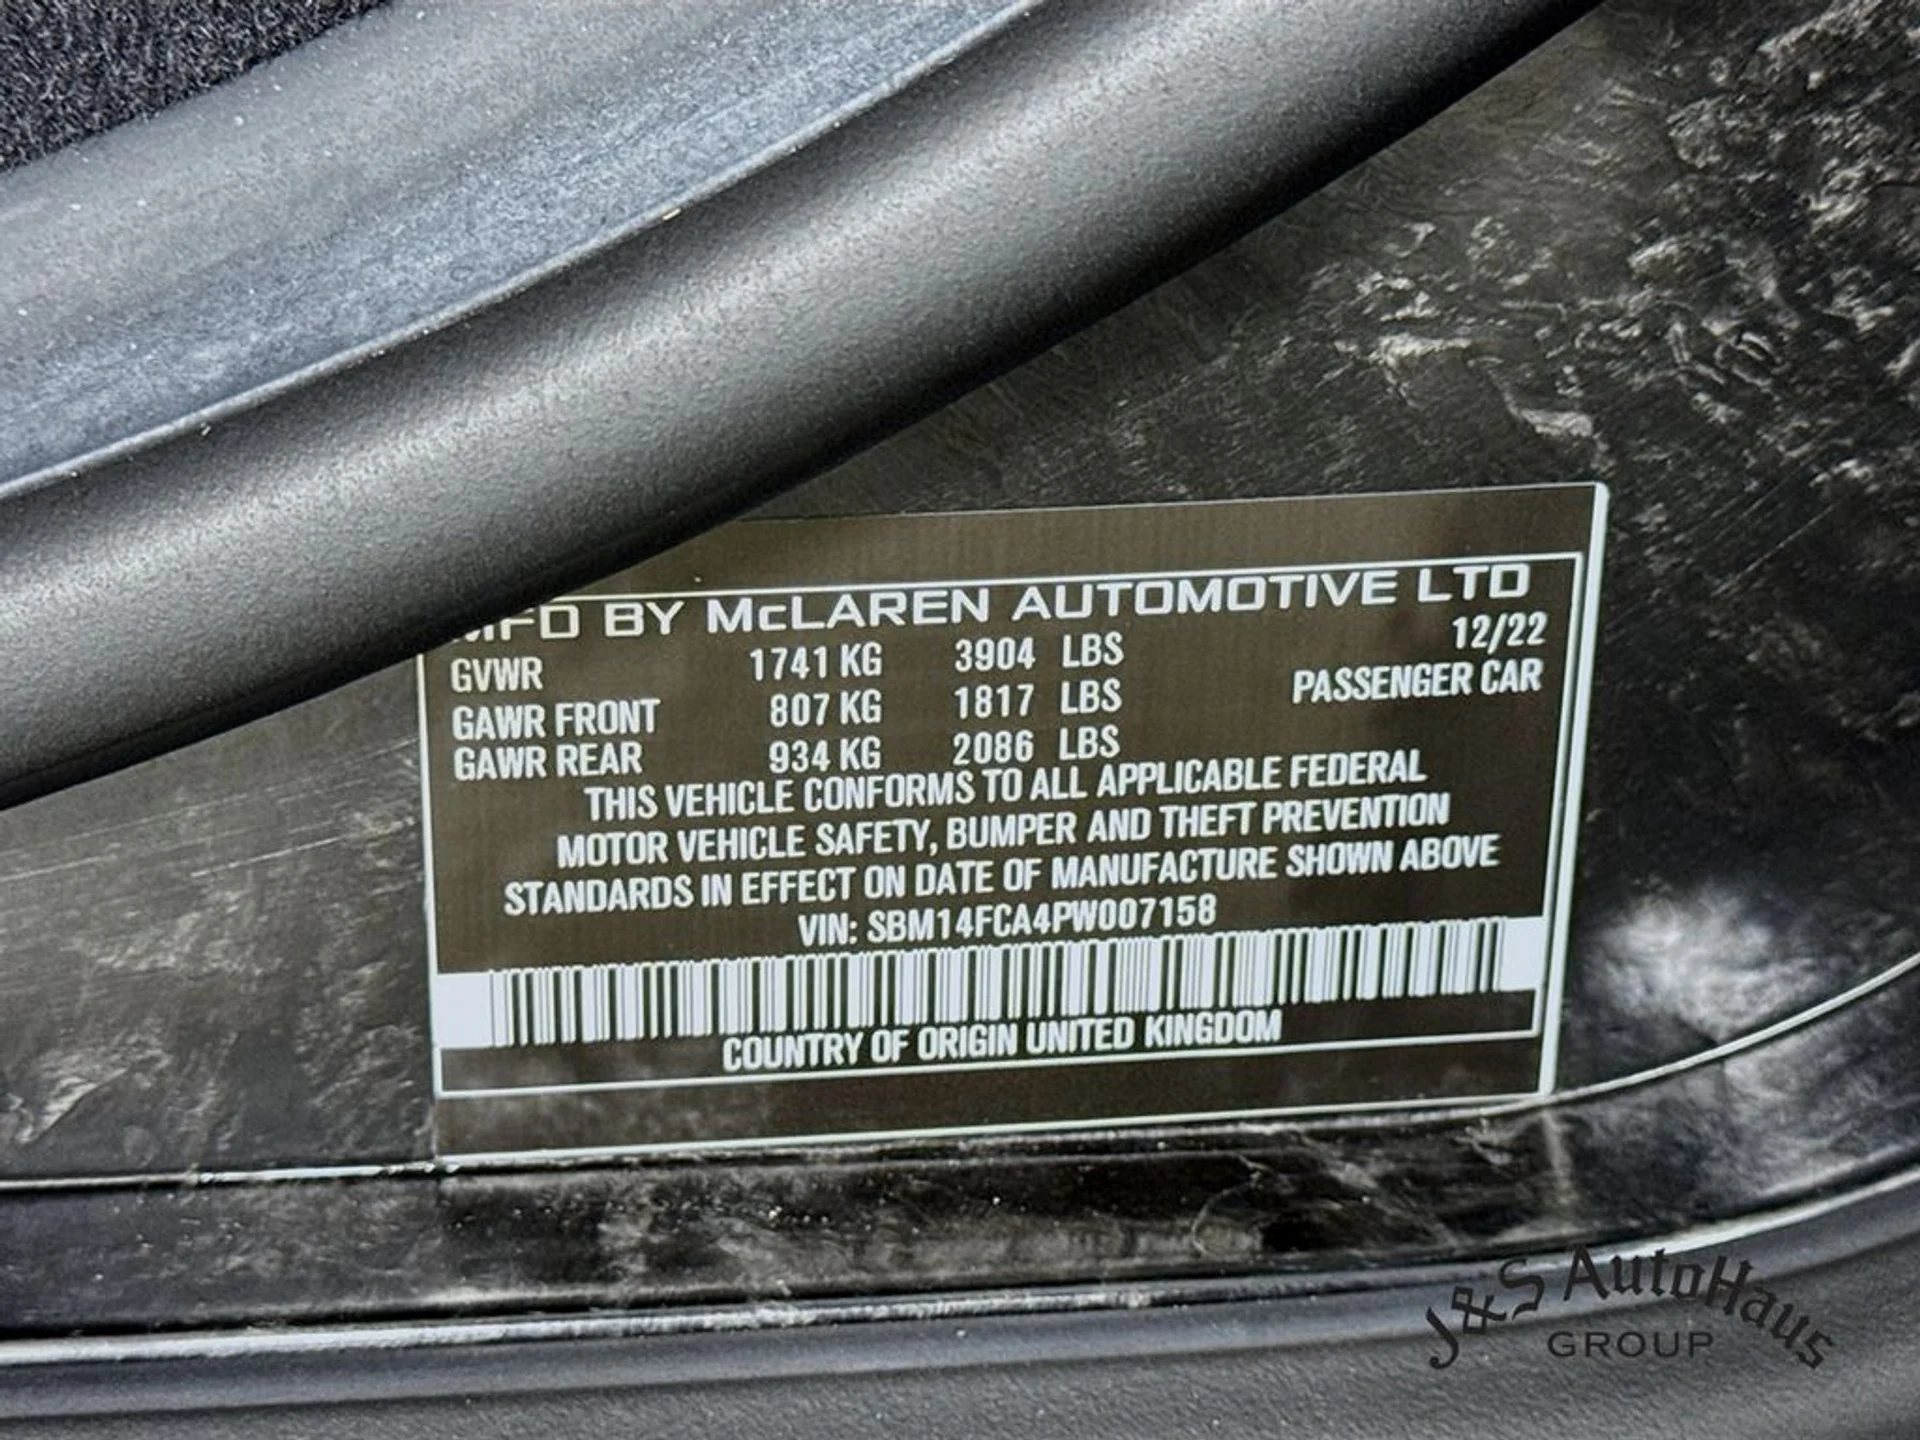 MFD BY McLAREN AUTOMOTIVE LTD
12/22
GVWR 1741 KG 3904 LBS
PASSENGER CAR
GAWR FRONT 807 KG 1817 LBS
GAWR REAR 934 KG 2086 LBS
THIS VEHICLE CONFORMS TO ALL APPLICABLE FEDERAL
MOTOR VEHICLE SAFETY, BUMPER AND THEFT PREVENTION
STANDARDS IN EFFECT ON DATE OF MANUFACTURE SHOWN ABOVE
VIN: SBM14FCA4PW007158
COUNTRY OF ORIGIN UNITED KINGDOM
J&S AutoHaus
GROUP